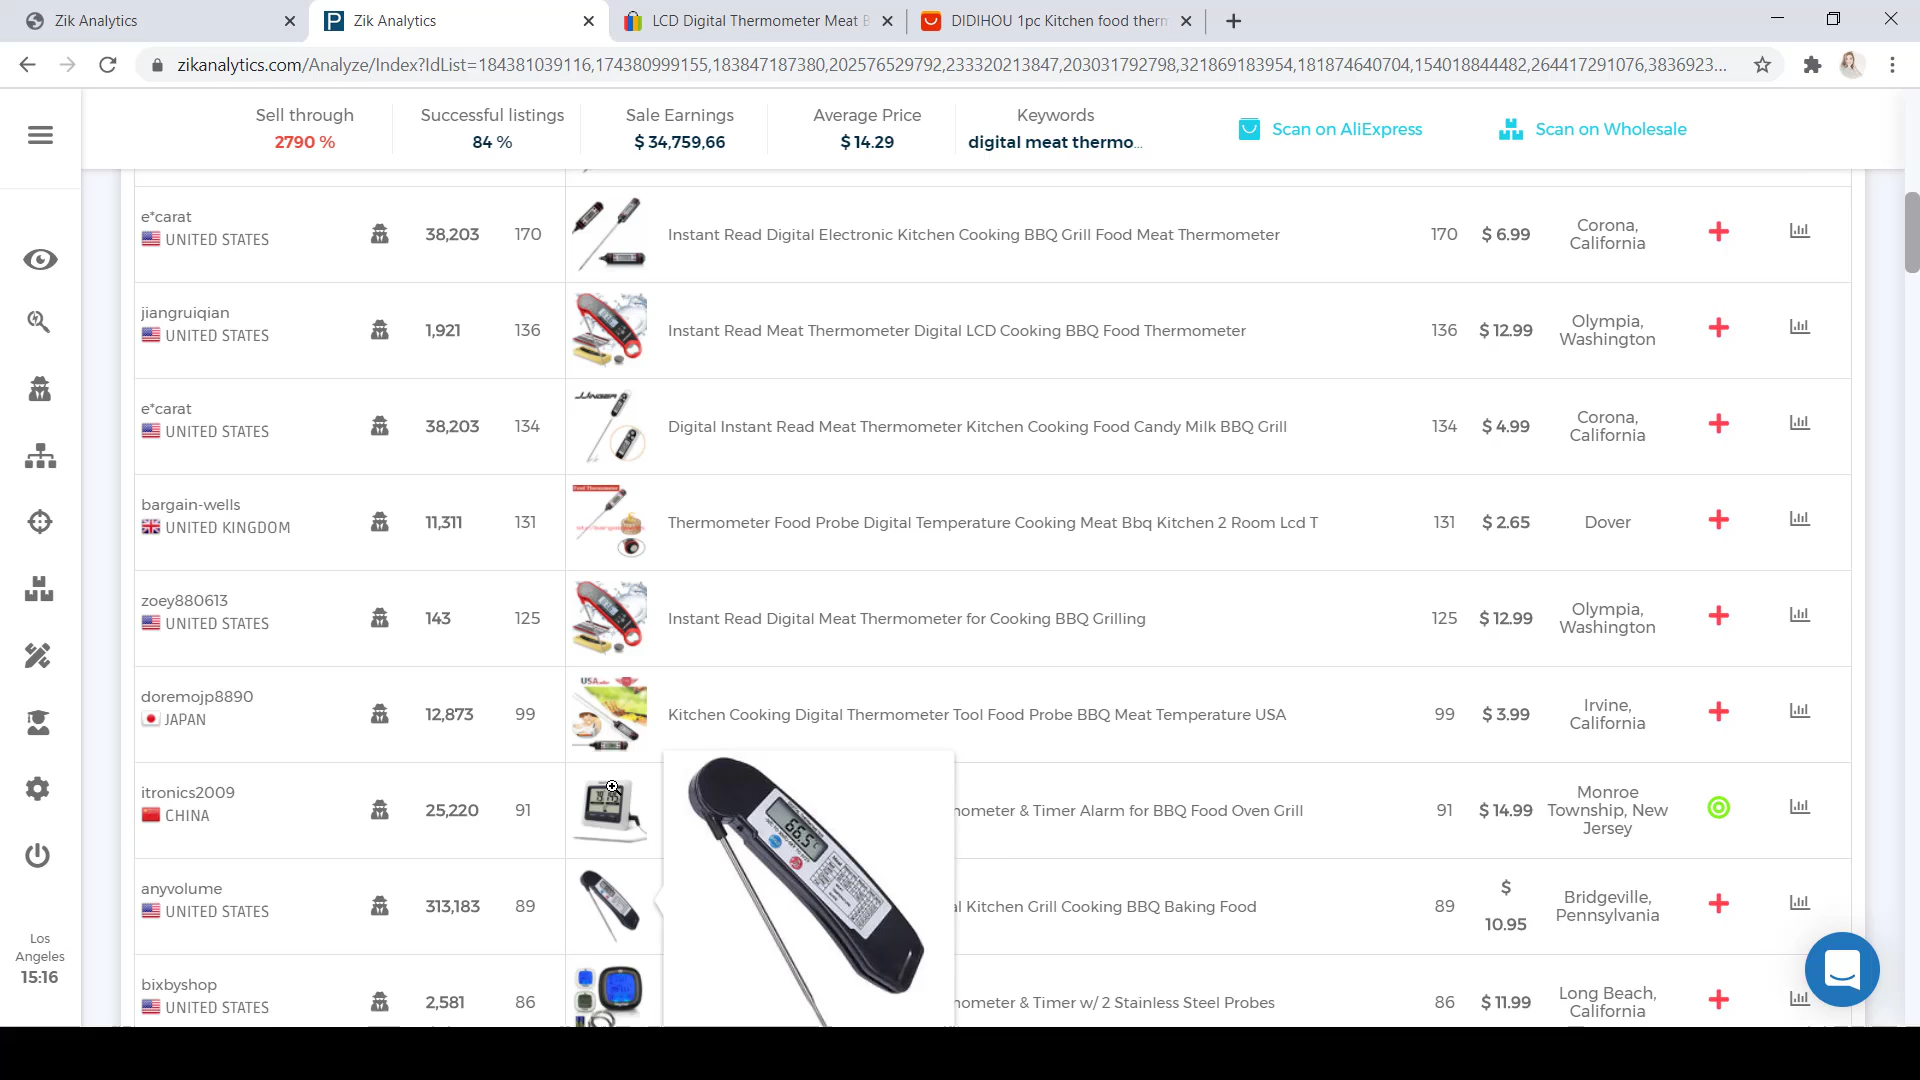 Zik Analytics
Zik Analytics
LCD Digital Thermometer Meat B
DIDIHOU 1pc Kitchen food therm
zikanalytics.com/Analyze/Index?IdList=184381039116,174380999155,183847187380,202576529792,233320213847,203031792798,321869183954,181874640704,154018844482,264417291076,3836923...
Sell through
2790 %
Successful listings
84 %
Sale Earnings
$ 34,759,66
Average Price
$ 14.29
Keywords
digital meat thermo...
Scan on AliExpress
Scan on Wholesale
e*carat
UNITED STATES
38,203
170
Instant Read Digital Electronic Kitchen Cooking BBQ Grill Food Meat Thermometer
170
$ 6.99
Corona,
California
jiangruiqian
UNITED STATES
1,921
136
Instant Read Meat Thermometer Digital LCD Cooking BBQ Food Thermometer
136
$ 12.99
Olympia,
Washington
e*carat
UNITED STATES
38,203
134
JJINGER
Digital Instant Read Meat Thermometer Kitchen Cooking Food Candy Milk BBQ Grill
134
$ 4.99
Corona,
California
bargain-wells
UNITED KINGDOM
11,311
131
Food Thermometer
Thermometer Food Probe Digital Temperature Cooking Meat Bbq Kitchen 2 Room Lcd T
131
$ 2.65
Dover
zoey880613
UNITED STATES
143
125
Instant Read Digital Meat Thermometer for Cooking BBQ Grilling
125
$ 12.99
Olympia,
Washington
doremojp8890
JAPAN
12,873
99
USA
Kitchen Cooking Digital Thermometer Tool Food Probe BBQ Meat Temperature USA
99
$ 3.99
Irvine,
California
itronics2009
CHINA
25,220
91
mometer & Timer Alarm for BBQ Food Oven Grill
91
$ 14.99
Monroe
Township, New
Jersey
anyvolume
UNITED STATES
313,183
89
66.5°C
al Kitchen Grill Cooking BBQ Baking Food
89
$
10.95
Bridgeville,
Pennsylvania
bixbyshop
UNITED STATES
2,581
86
mometer & Timer w/ 2 Stainless Steel Probes
86
$ 11.99
Long Beach,
California
Los
Angeles
15:16